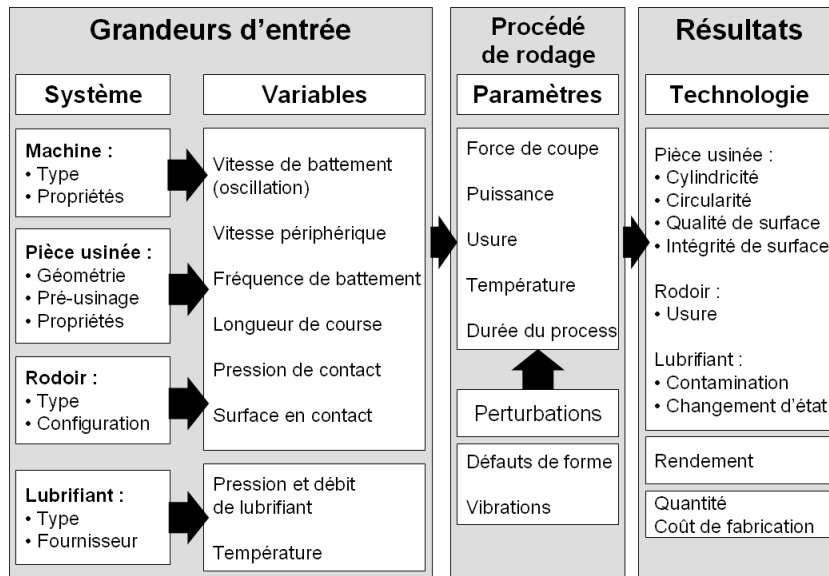 Grandeurs d’entrée
Système
Variables
Machine :
• Type
• Propriétés
Pièce usinée :
• Géométrie
• Pré-usinage
• Propriétés
Rodoir :
• Type
• Configuration
Lubrifiant :
• Type
• Fournisseur
Vitesse de battement
(oscillation)
Vitesse périphérique
Fréquence de battement
Longueur de course
Pression de contact
Surface en contact
Pression et débit
de lubrifiant
Température
Procédé
de rodage
Paramètres
Force de coupe
Puissance
Usure
Température
Durée du process
Perturbations
Défauts de forme
Vibrations
Résultats
Technologie
Pièce usinée :
• Cylindricité
• Circularité
• Qualité de surface
• Intégrité de surface
Rodoir :
• Usure
Lubrifiant :
• Contamination
• Changement d’état
Rendement
Quantité
Coût de fabrication